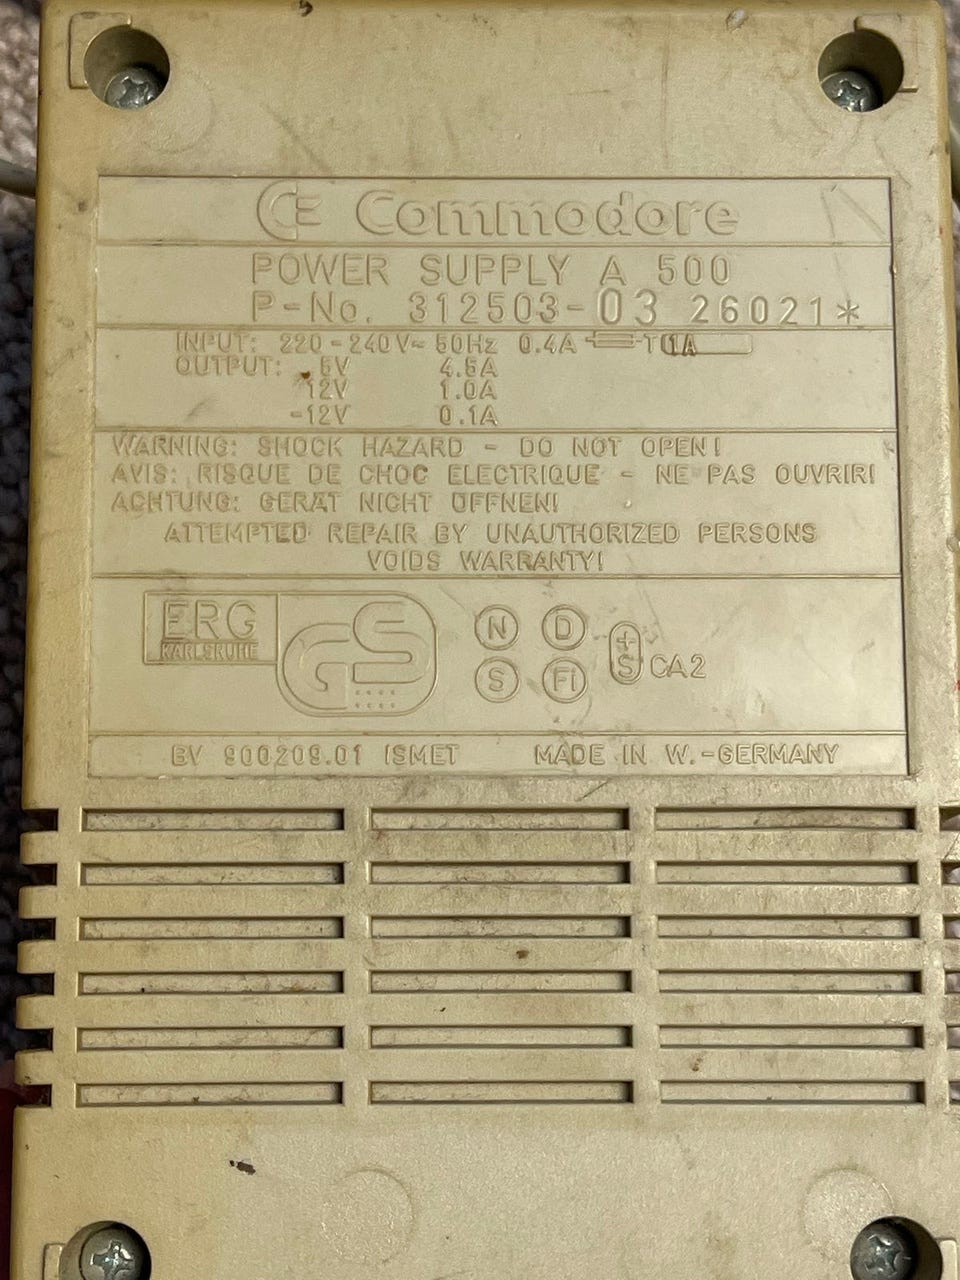 C= Commodore
POWER SUPPLY A 500
P-No. 312503-03 26021*
INPUT: 220-240V~ 50Hz 0.4A T 1A
OUTPUT: 5V 4.5A
12V 1.0A
-12V 0.1A
WARNING: SHOCK HAZARD - DO NOT OPEN!
AVIS: RISQUE DE CHOC ELECTRIQUE - NE PAS OUVRIR!
ACHTUNG: GERÄT NICHT ÖFFNEN!
ATTEMPTED REPAIR BY UNAUTHORIZED PERSONS
VOIDS WARRANTY!
ERG
KARLSRUHE
GS
N D
S FI
+S CA2
BV 900209.01 ISMET MADE IN W.-GERMANY